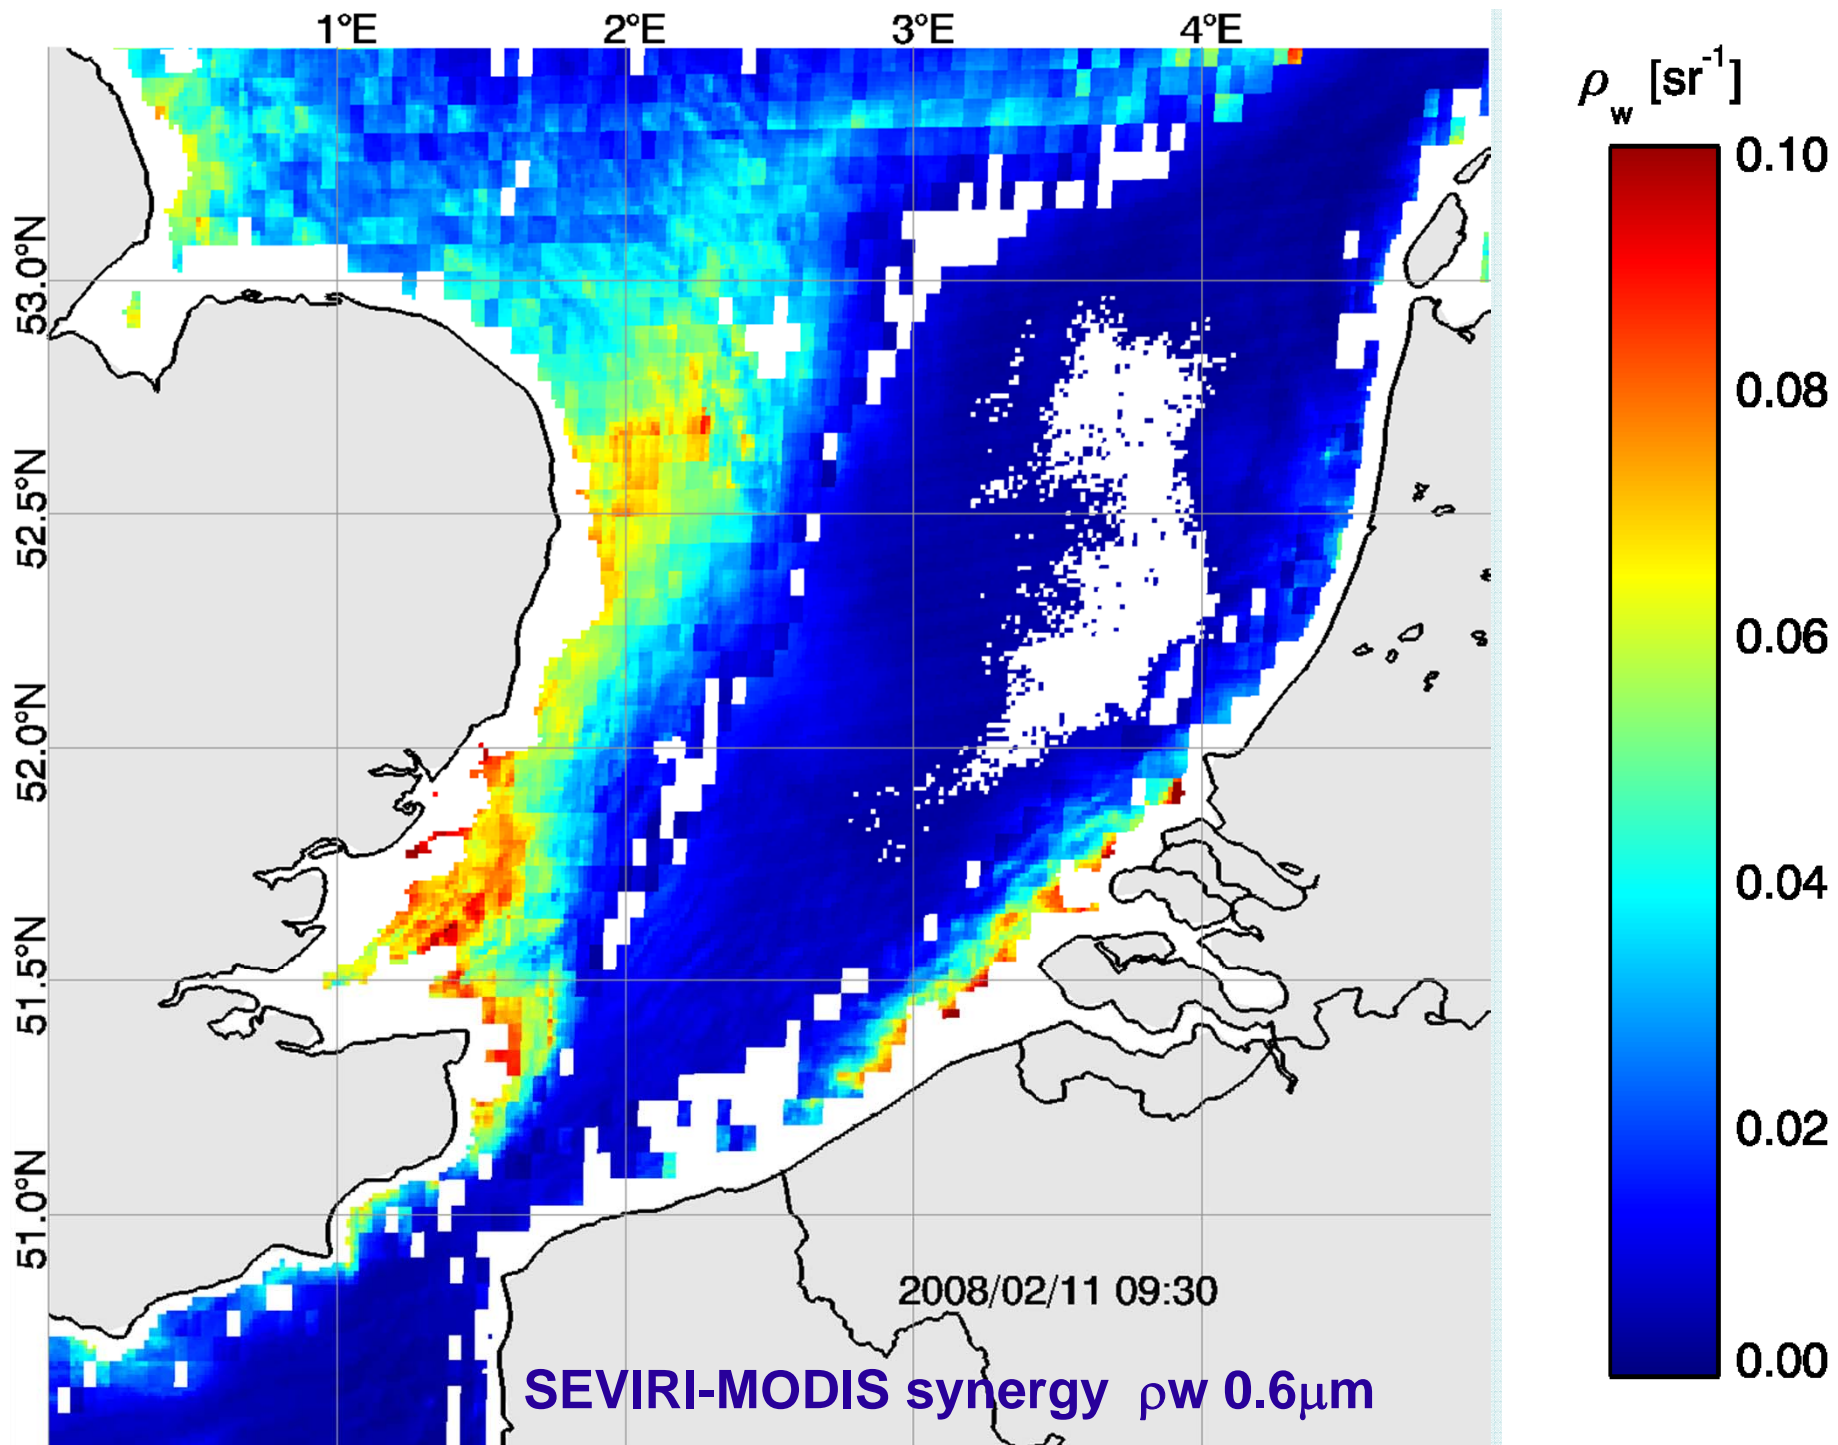 1°E 2°E 3°E 4°E
ρw [sr-1]
0.10
0.08
0.06
0.04
0.02
0.00
53.0°N
52.5°N
52.0°N
51.5°N
51.0°N
2008/02/11 09:30
SEVIRI-MODIS synergy ρw 0.6μm